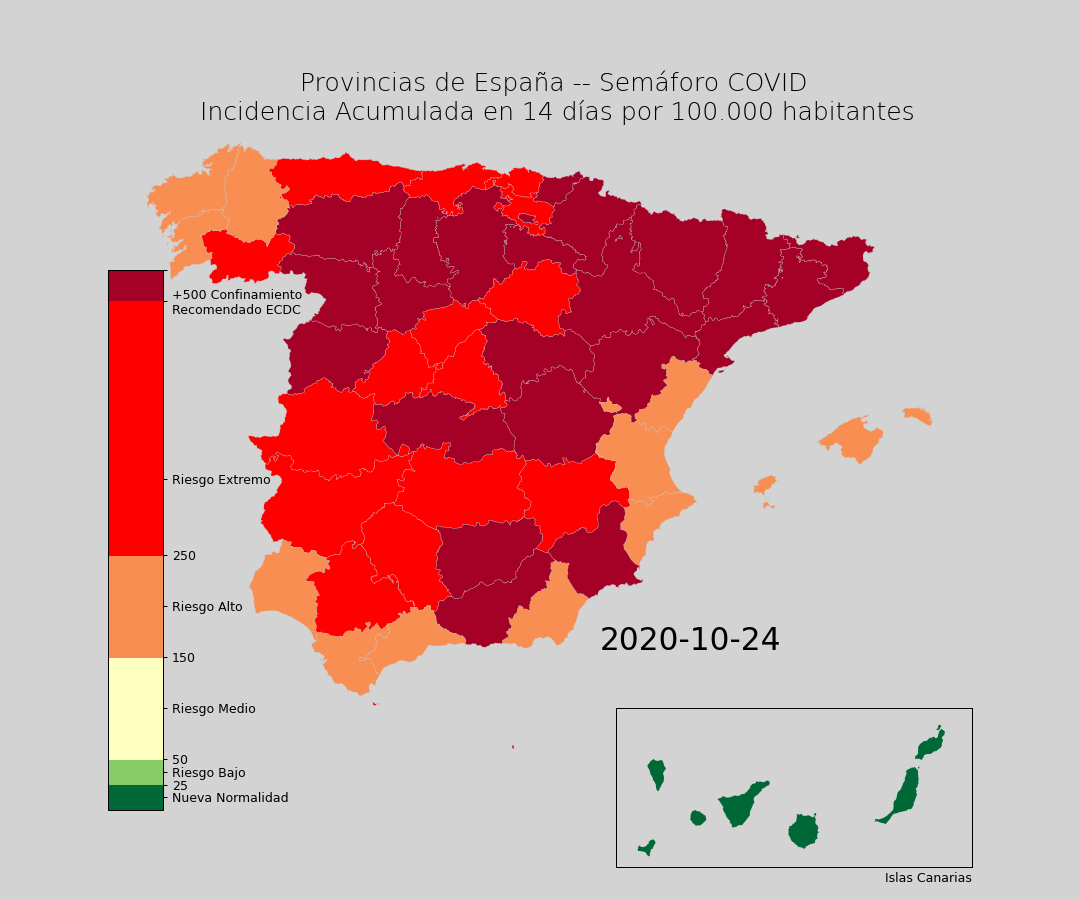 Provincias de España -- Semáforo COVID
Incidencia Acumulada en 14 días por 100.000 habitantes
+500 Confinamiento
Recomendado ECDC
Riesgo Extremo
250
Riesgo Alto
150
Riesgo Medio
50
Riesgo Bajo
25
Nueva Normalidad
2020-10-24
Islas Canarias